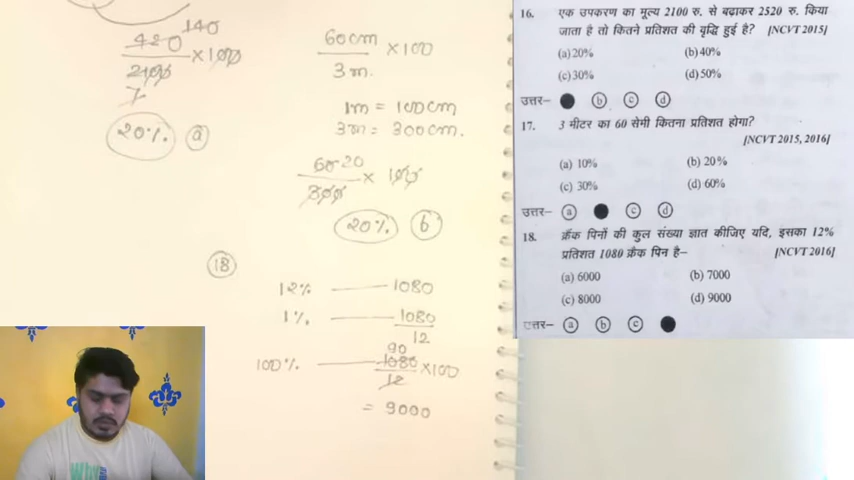 140
420
× 100
2100
7
20%. a
60cm
× 100
3m.
1m = 100cm
3m = 300cm.
60 20
× 100
300
20%. b
18
12% 1080
1% 1080
12
90
100% 1080 × 100
12
= 9000
16. एक उपकरण का मूल्य 2100 रु. से बढ़ाकर 2520 रु. किया
जाता है तो कितने प्रतिशत की वृद्धि हुई है? [NCVT 2015]
(a) 20% (b) 40%
(c) 30% (d) 50%
उत्तर– b c d
17. 3 मीटर का 60 सेमी कितना प्रतिशत होगा?
[NCVT 2015, 2016]
(a) 10% (b) 20%
(c) 30% (d) 60%
उत्तर– a c d
18. क्रैंक पिनों की कुल संख्या ज्ञात कीजिए यदि, इसका 12%
प्रतिशत 1080 क्रैंक पिन है– [NCVT 2016]
(a) 6000 (b) 7000
(c) 8000 (d) 9000
उत्तर– a b c